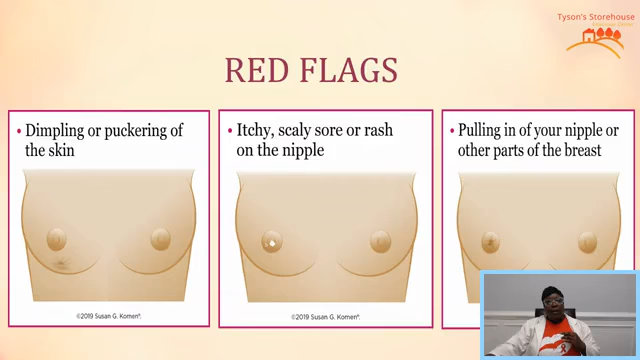 Tyson's Storehouse
RED FLAGS
• Dimpling or puckering of
the skin
©2019 Susan G. Komen®.
• Itchy, scaly sore or rash
on the nipple
©2019 Susan G. Komen®.
• Pulling in of your nipple or
other parts of the breast